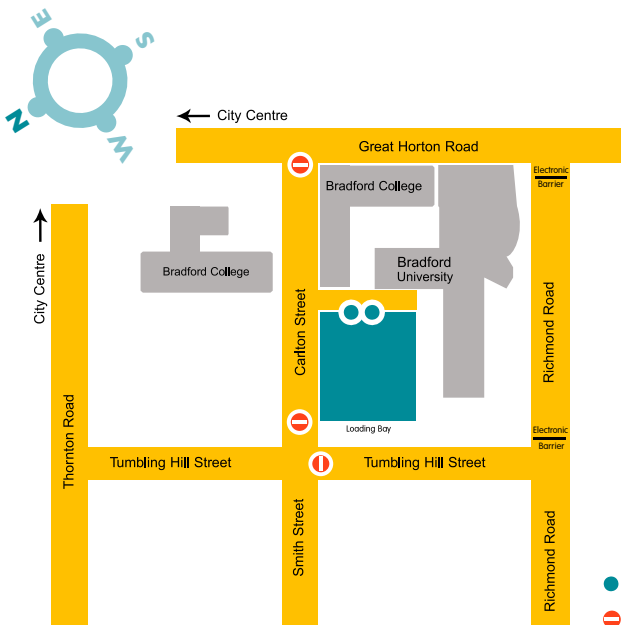 E
S
N
W
City Centre
Great Horton Road
Electronic
Barrier
Bradford College
Bradford
University
Bradford College
City Centre
Carlton Street
Richmond Road
Thornton Road
Loading Bay
Electronic
Barrier
Tumbling Hill Street
Tumbling Hill Street
Smith Street
Richmond Road